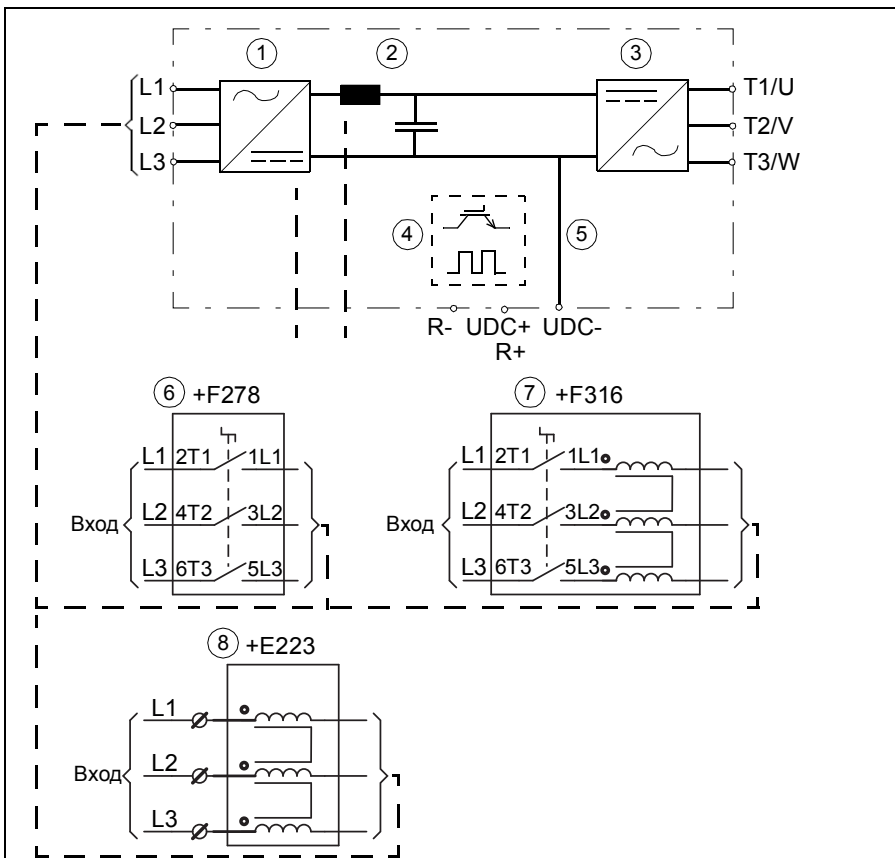 1 2 3
L1 T1/U
L2 T2/V
L3 T3/W
4 5
R- UDC+ UDC-
R+
6 +F278 7 +F316
L1 2T1 1L1 L1 2T1 1L1
Вход L2 4T2 3L2 Вход L2 4T2 3L2
L3 6T3 5L3 L3 6T3 5L3
8 +E223
L1
Вход L2
L3